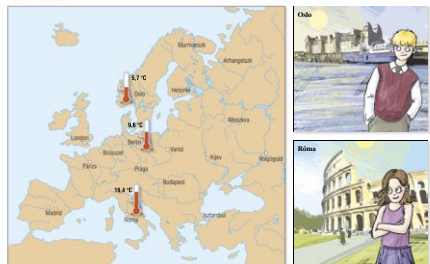 Murmanszk
Arhangelszk
5,7 °C
Oslo
Helsinki
Moszkva
9,6 °C
London
Berlin
Varsó
Brüsszel
Kijev
Volgográd
Prága
Párizs
Budapest
16,4 °C
Madrid
Róma
Isztambul
Oslo
Róma